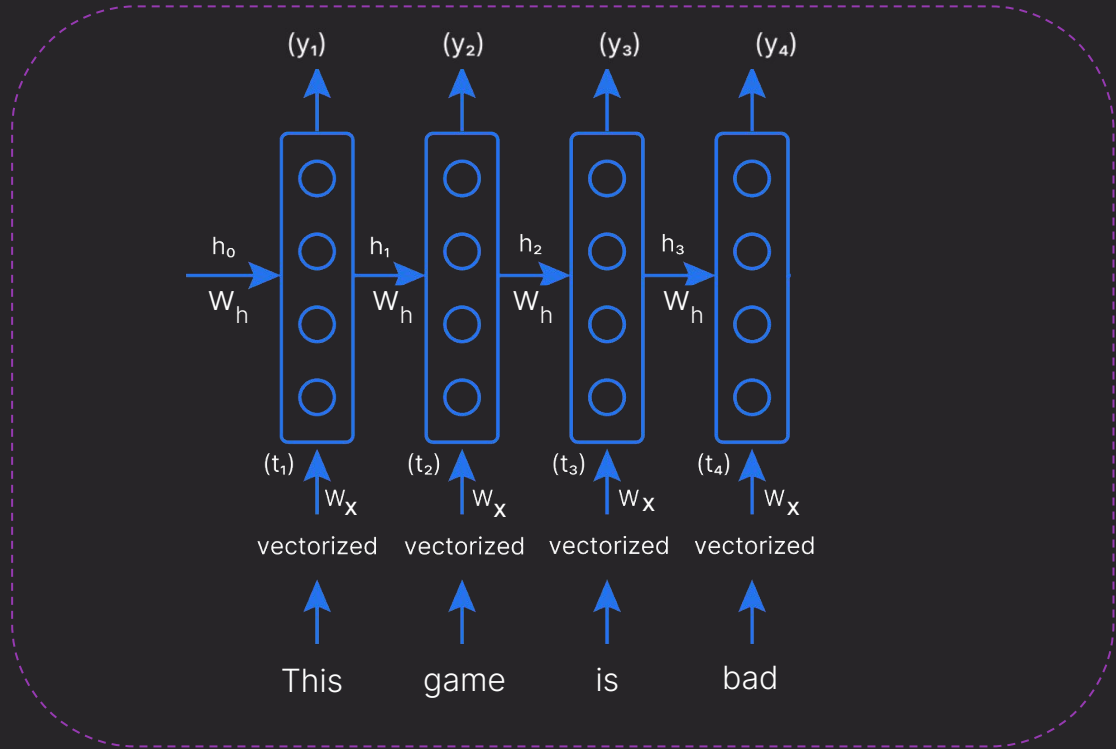 (y₁) (y₂) (y₃) (y₄)
h₀ h₁ h₂ h₃
Wₕ Wₕ Wₕ Wₕ
(t₁) (t₂) (t₃) (t₄)
Wₓ Wₓ Wₓ Wₓ
vectorized vectorized vectorized vectorized
This game is bad